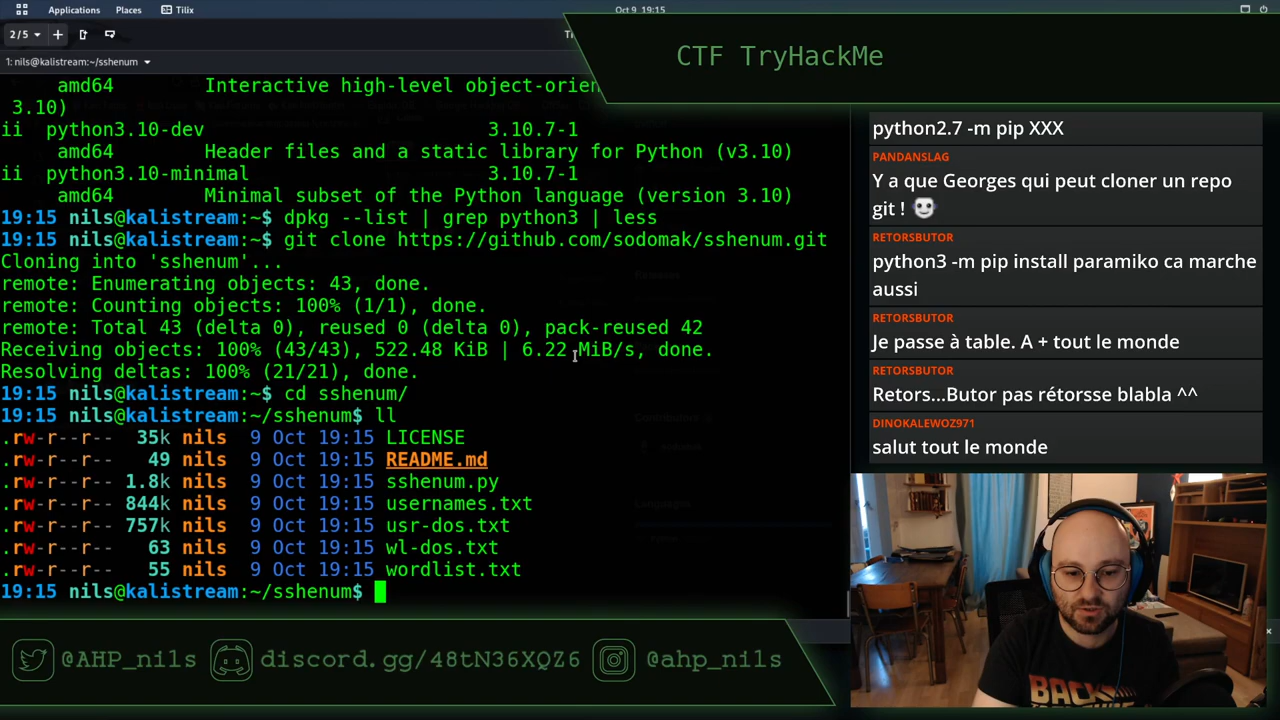 Applications Places Tilix
Oct 9 19:15
2/5
CTF TryHackMe
1: nils@kalistream:~/sshenum
amd64 Interactive high-level object-orien
3.10)
ii python3.10-dev 3.10.7-1
amd64 Header files and a static library for Python (v3.10)
ii python3.10-minimal 3.10.7-1
amd64 Minimal subset of the Python language (version 3.10)
19:15 nils@kalistream:~$ dpkg --list | grep python3 | less
19:15 nils@kalistream:~$ git clone https://github.com/sodomak/sshenum.git
Cloning into 'sshenum'...
remote: Enumerating objects: 43, done.
remote: Counting objects: 100% (1/1), done.
remote: Total 43 (delta 0), reused 0 (delta 0), pack-reused 42
Receiving objects: 100% (43/43), 522.48 KiB | 6.22 MiB/s, done.
Resolving deltas: 100% (21/21), done.
19:15 nils@kalistream:~$ cd sshenum/
19:15 nils@kalistream:~/sshenum$ ll
.rw-r--r-- 35k nils 9 Oct 19:15 LICENSE
.rw-r--r-- 49 nils 9 Oct 19:15 README.md
.rw-r--r-- 1.8k nils 9 Oct 19:15 sshenum.py
.rw-r--r-- 844k nils 9 Oct 19:15 usernames.txt
.rw-r--r-- 757k nils 9 Oct 19:15 usr-dos.txt
.rw-r--r-- 63 nils 9 Oct 19:15 wl-dos.txt
.rw-r--r-- 55 nils 9 Oct 19:15 wordlist.txt
19:15 nils@kalistream:~/sshenum$
python2.7 -m pip XXX
PANDANSLAG
Y a que Georges qui peut cloner un repo
git !
RETORSBUTOR
python3 -m pip install paramiko ca marche
aussi
RETORSBUTOR
Je passe à table. A + tout le monde
RETORSBUTOR
Retors...Butor pas rétorsse blabla ^^
DINOKALEWOZ971
salut tout le monde
BACK
@AHP_nils discord.gg/48tN36XQZ6 @ahp_nils